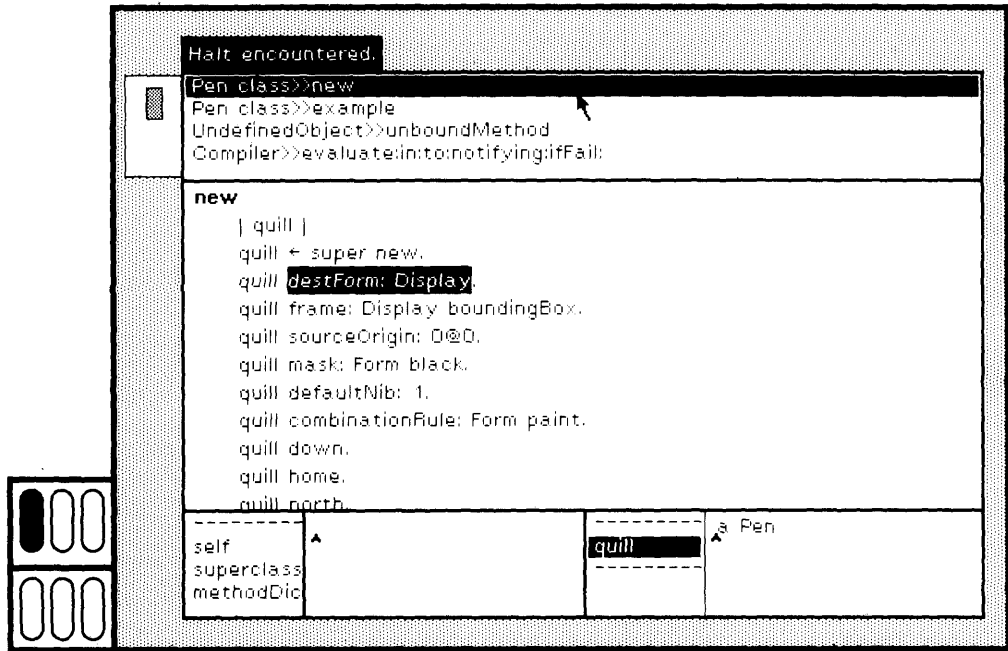 Halt encountered.
Pen class>>new
Pen class>>example
UndefinedObject>>unboundMethod
Compiler>>evaluate:in:to:notifying:ifFail:
new
| quill |
quill ← super new.
quill destForm: Display.
quill frame: Display boundingBox.
quill sourceOrigin: 0@0.
quill mask: Form black.
quill defaultNib: 1.
quill combinationRule: Form paint.
quill down.
quill home.
quill north.
self
superclass
methodDic
quill
a Pen